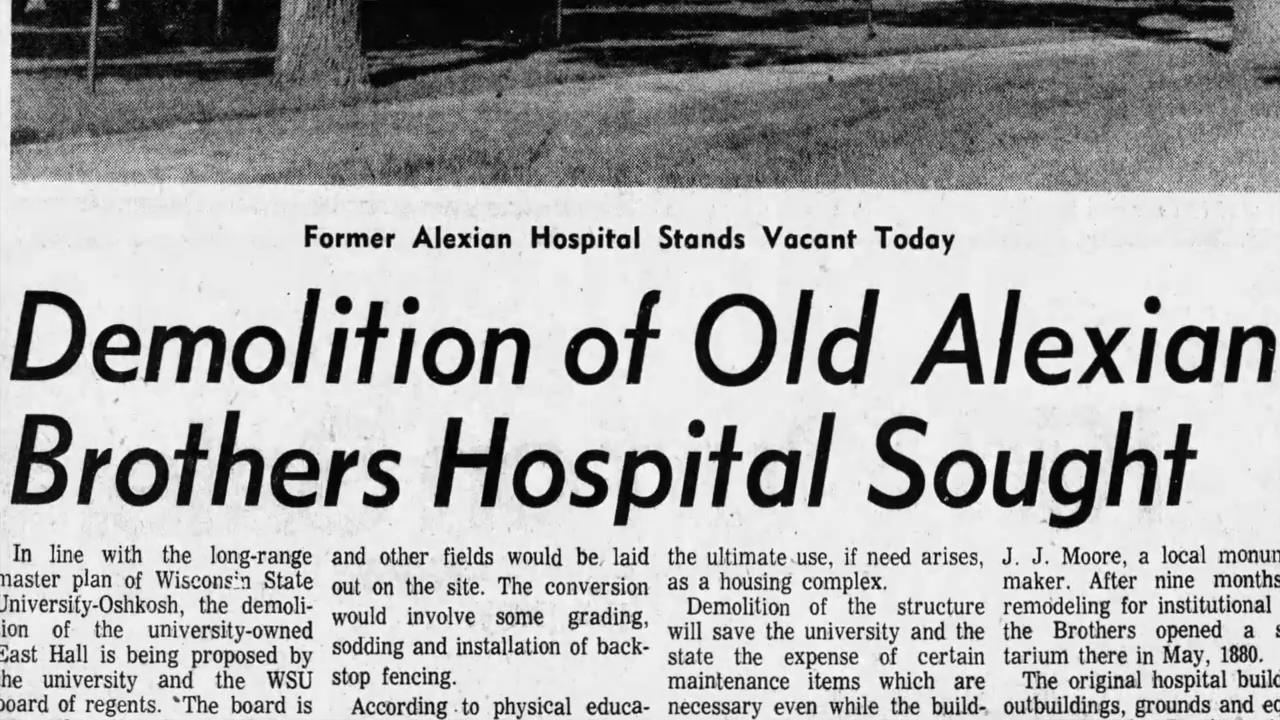 Former Alexian Hospital Stands Vacant Today
Demolition of Old Alexian
Brothers Hospital Sought
In line with the long-range
master plan of Wisconsin State
University-Oshkosh, the demoli-
tion of the university-owned
East Hall is being proposed by
the university and the WSU
board of regents. "The board is
and other fields would be laid
out on the site. The conversion
would involve some grading,
sodding and installation of back-
stop fencing.
According to physical educa-
the ultimate use, if need arises,
as a housing complex.
Demolition of the structure
will save the university and the
state the expense of certain
maintenance items which are
necessary even while the build-
J. J. Moore, a local
maker. After nine months
remodeling for institutional
the Brothers opened a
tarium there in May, 1880.
The original hospital
outbuildings, grounds and